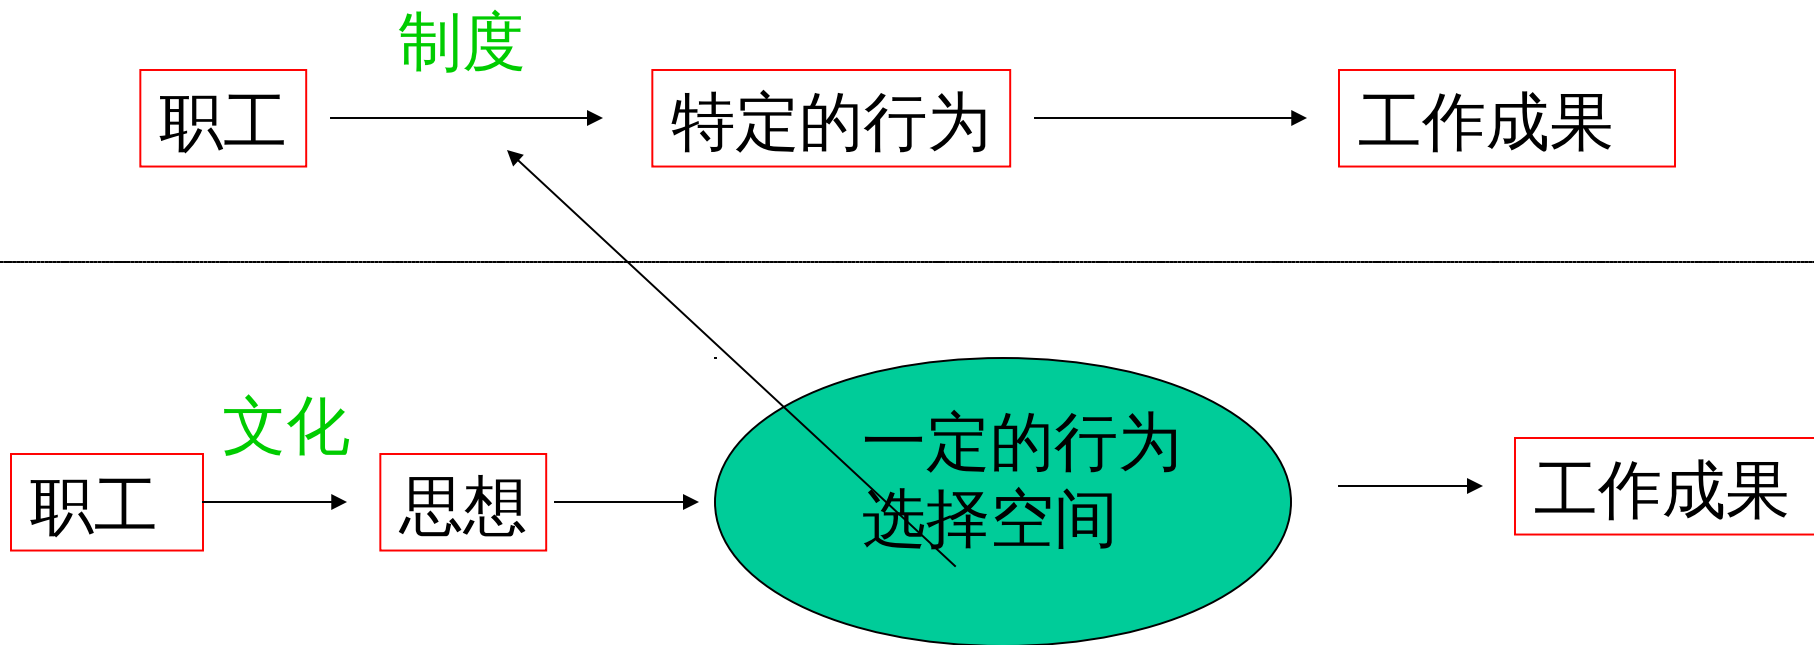 制度
职工
特定的行为
工作成果
文化
职工
思想
一定的行为
选择空间
工作成果